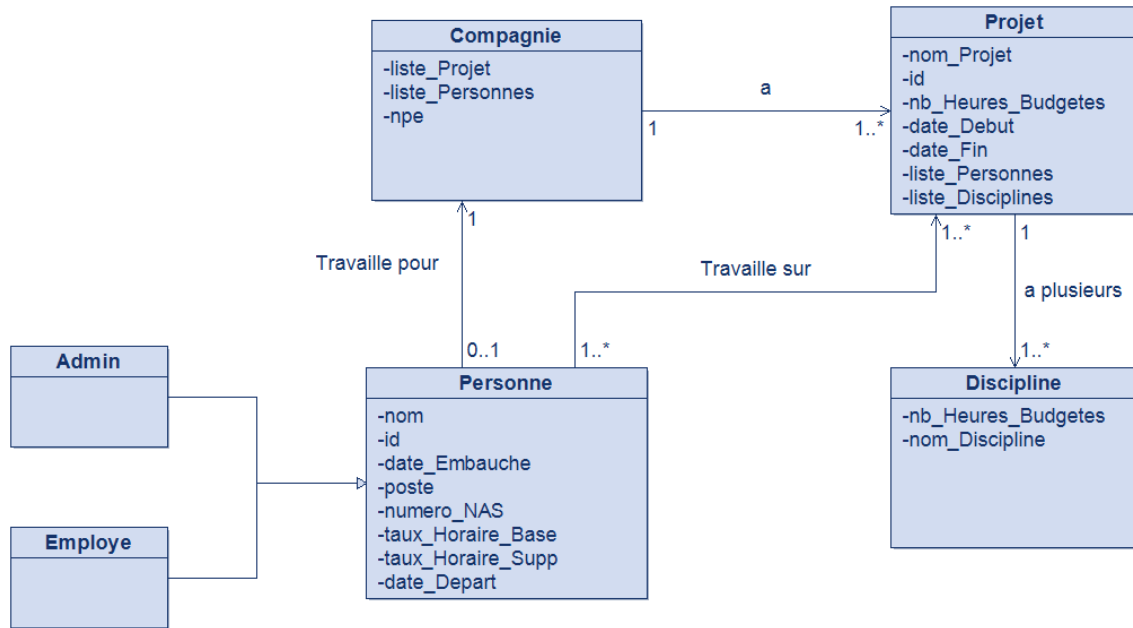 Compagnie
-liste_Projet
-liste_Personnes
-npe
Projet
-nom_Projet
-id
-nb_Heures_Budgetes
-date_Debut
-date_Fin
-liste_Personnes
-liste_Disciplines
a
1
1..*
1
Travaille pour
0..1
1..*
Travaille sur
1..*
1
a plusieurs
1..*
Admin
Employe
Personne
-nom
-id
-date_Embauche
-poste
-numero_NAS
-taux_Horaire_Base
-taux_Horaire_Supp
-date_Depart
Discipline
-nb_Heures_Budgetes
-nom_Discipline